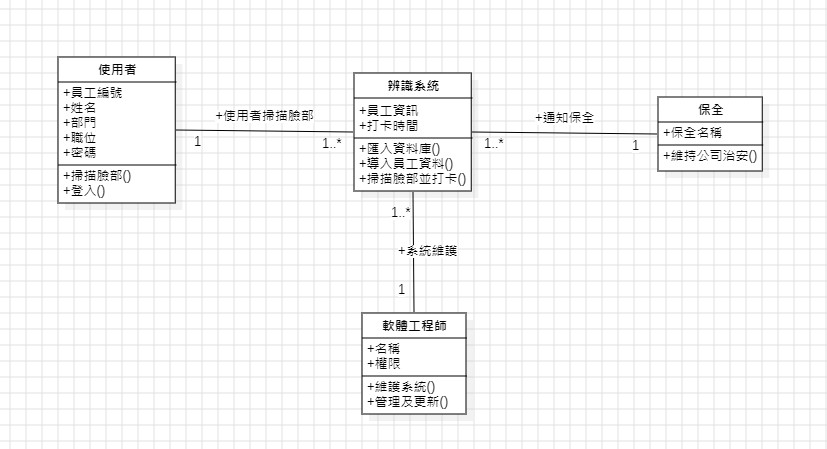 使用者
+員工編號
+姓名
+部門
+職位
+密碼
+掃描臉部()
+登入()
+使用者掃描臉部
1
1..*
辨識系統
+員工資訊
+打卡時間
+匯入資料庫()
+導入員工資料()
+掃描臉部並打卡()
+通知保全
1..*
1
保全
+保全名稱
+維持公司治安()
1..*
+系統維護
1
軟體工程師
+名稱
+權限
+維護系統()
+管理及更新()